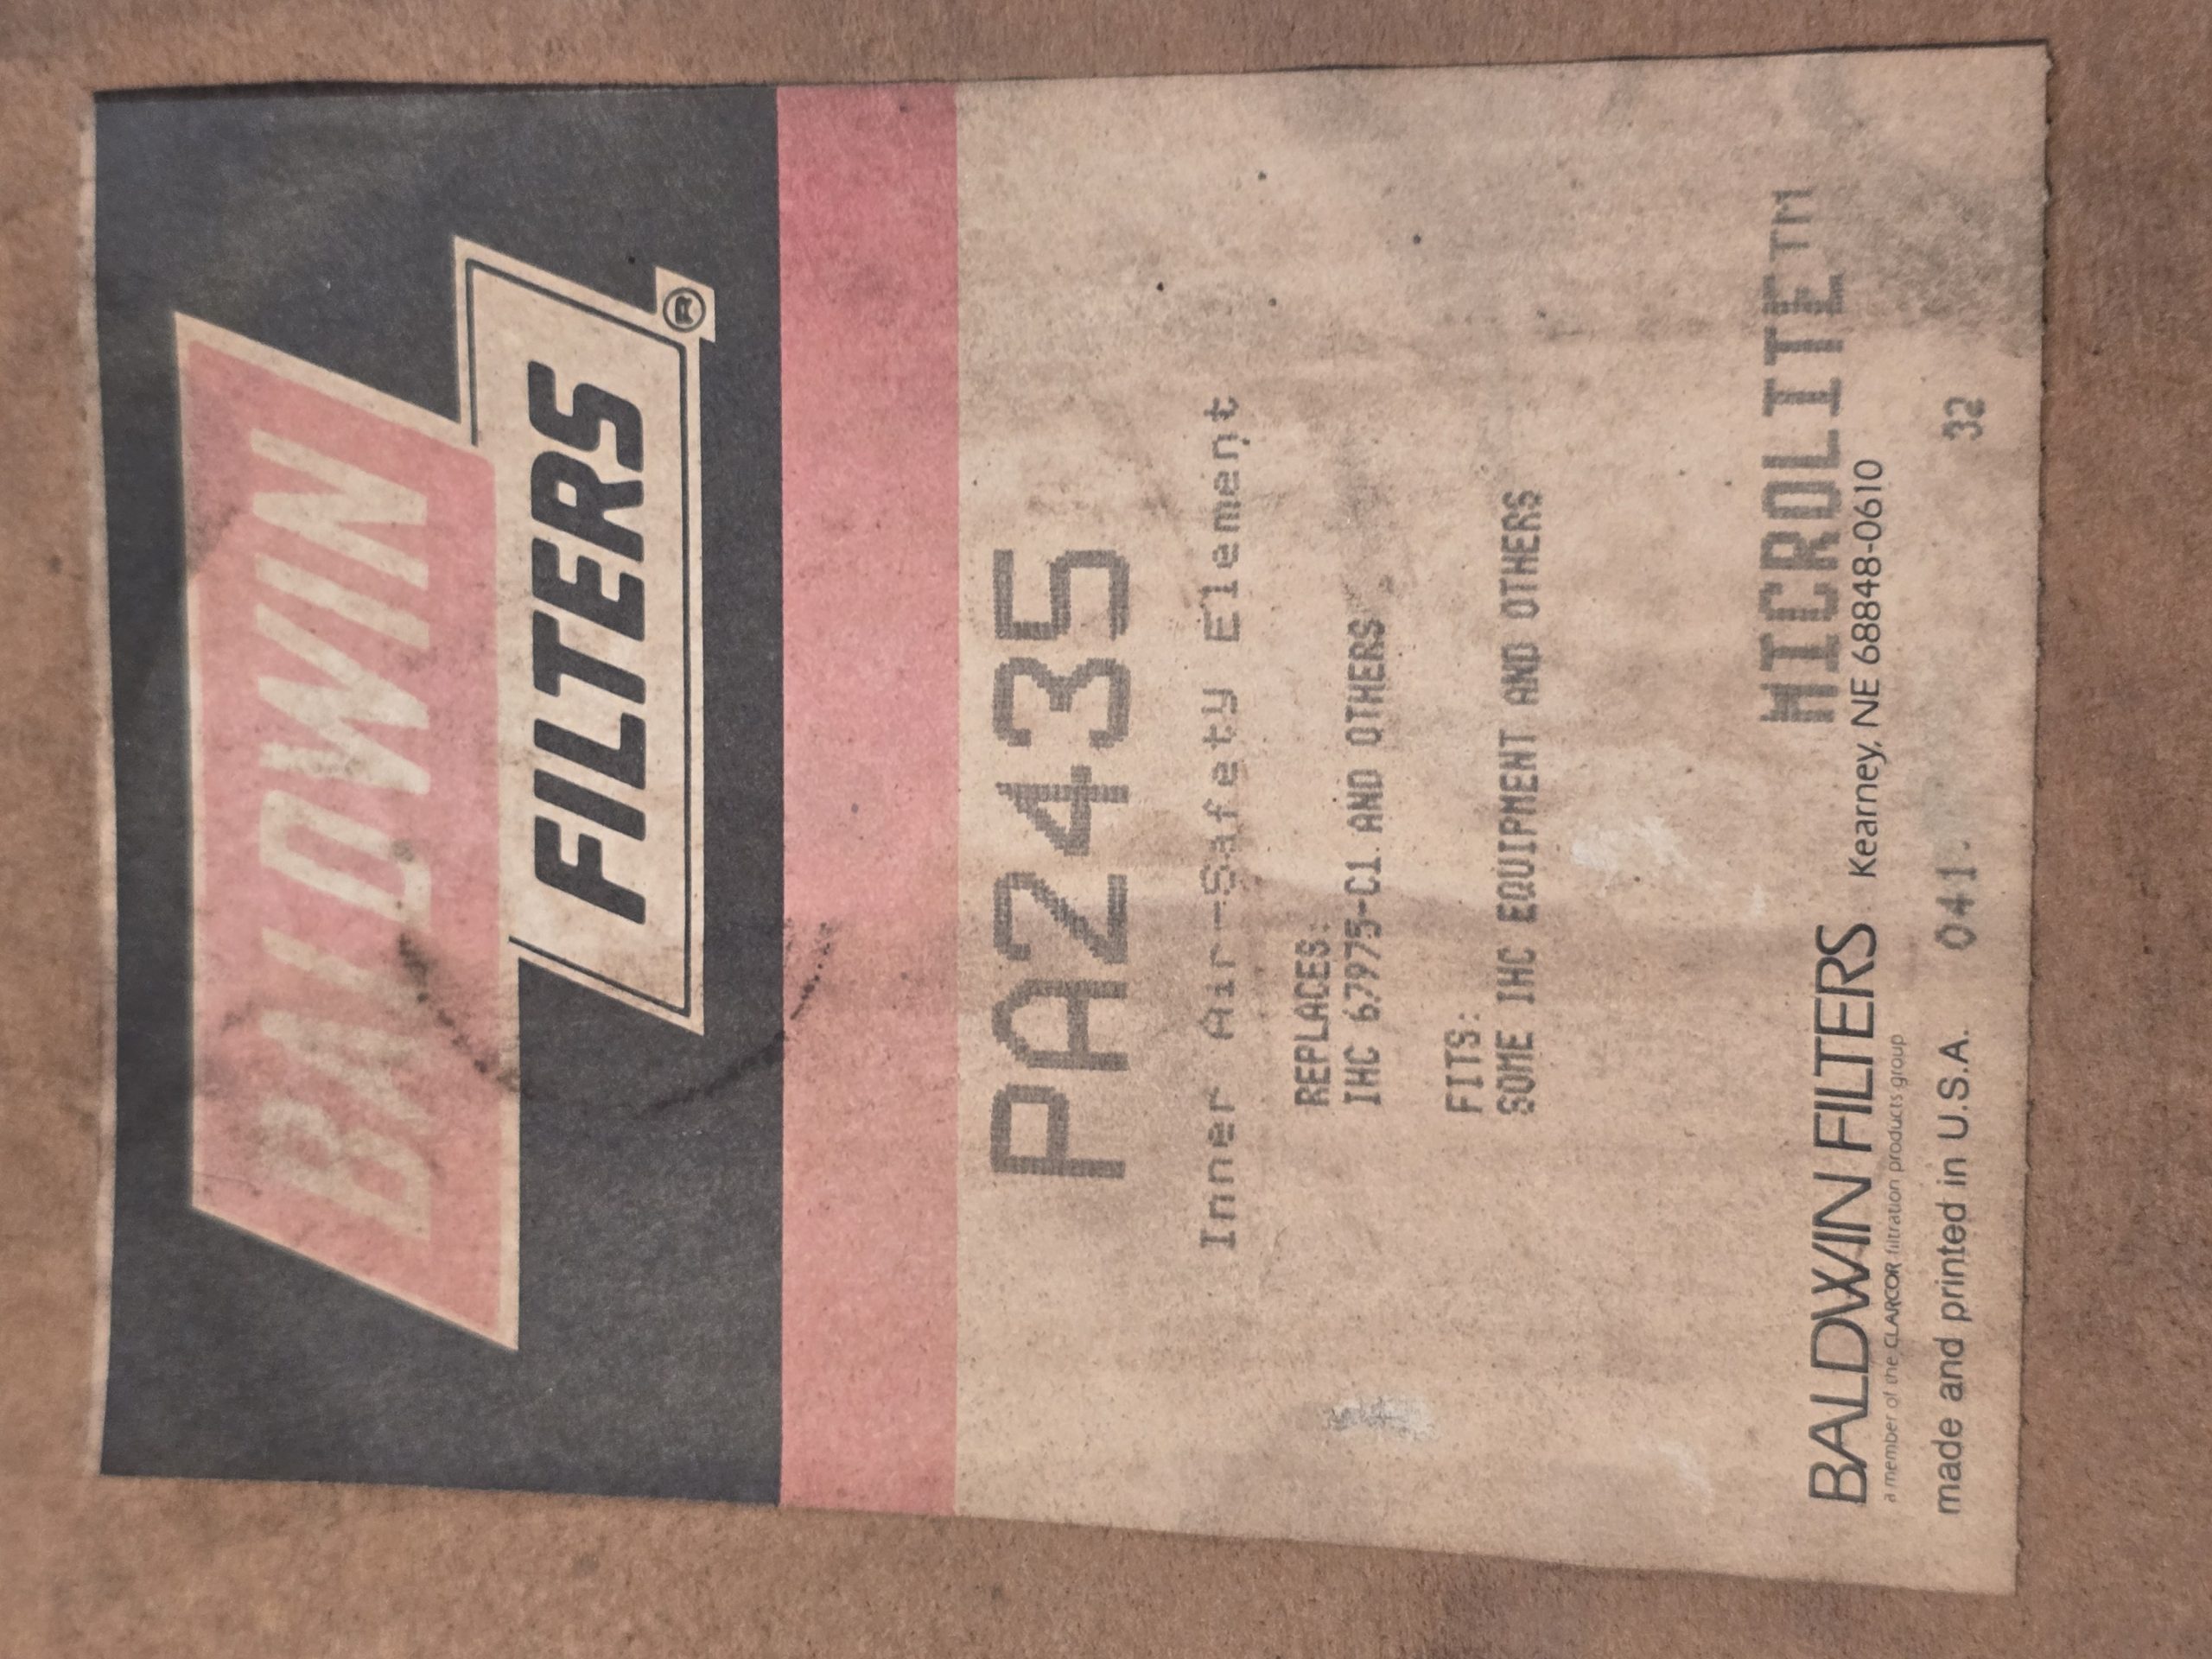 BALDWIN
FILTERS®
PA2435
Inner Air-Safety Element
REPLACES:
IHC 67975-C1 AND OTHERS
FITS:
SOME IHC EQUIPMENT AND OTHERS
MICROLITE™
BALDWIN FILTERS Kearney, NE 68848-0610
a member of the CLARCOR filtration products group
made and printed in U.S.A. 041. 32